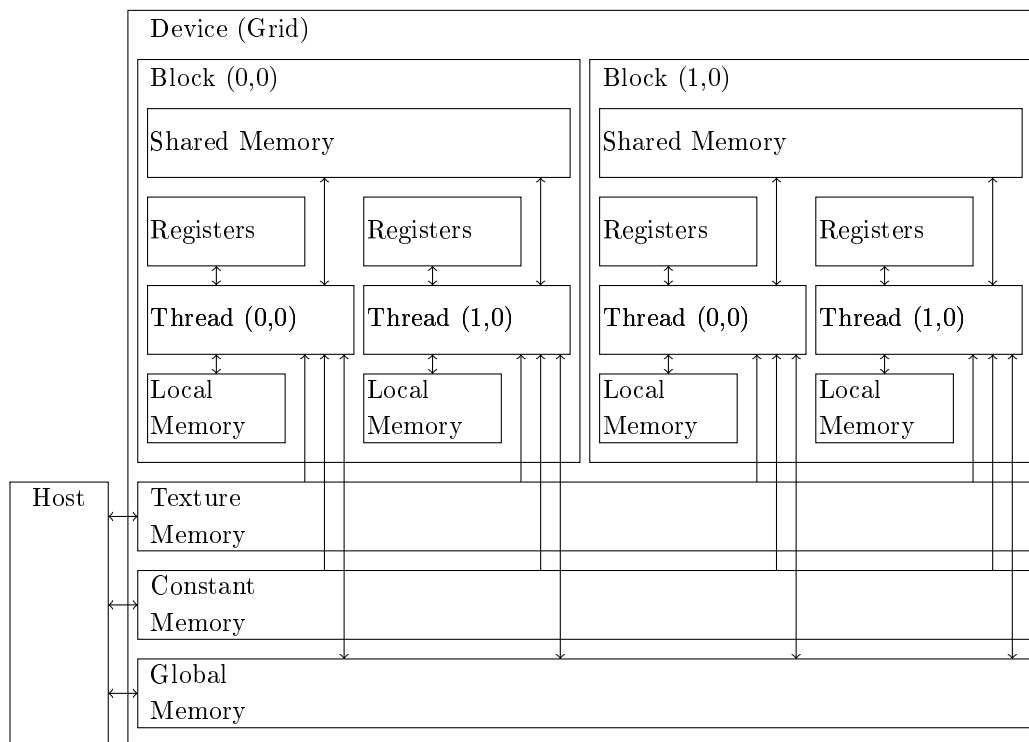 Device (Grid)
Block (0,0)
Block (1,0)
Shared Memory
Shared Memory
Registers
Registers
Registers
Registers
Thread (0,0)
Thread (1,0)
Thread (0,0)
Thread (1,0)
Local
Memory
Local
Memory
Local
Memory
Local
Memory
Host
Texture
Memory
Constant
Memory
Global
Memory